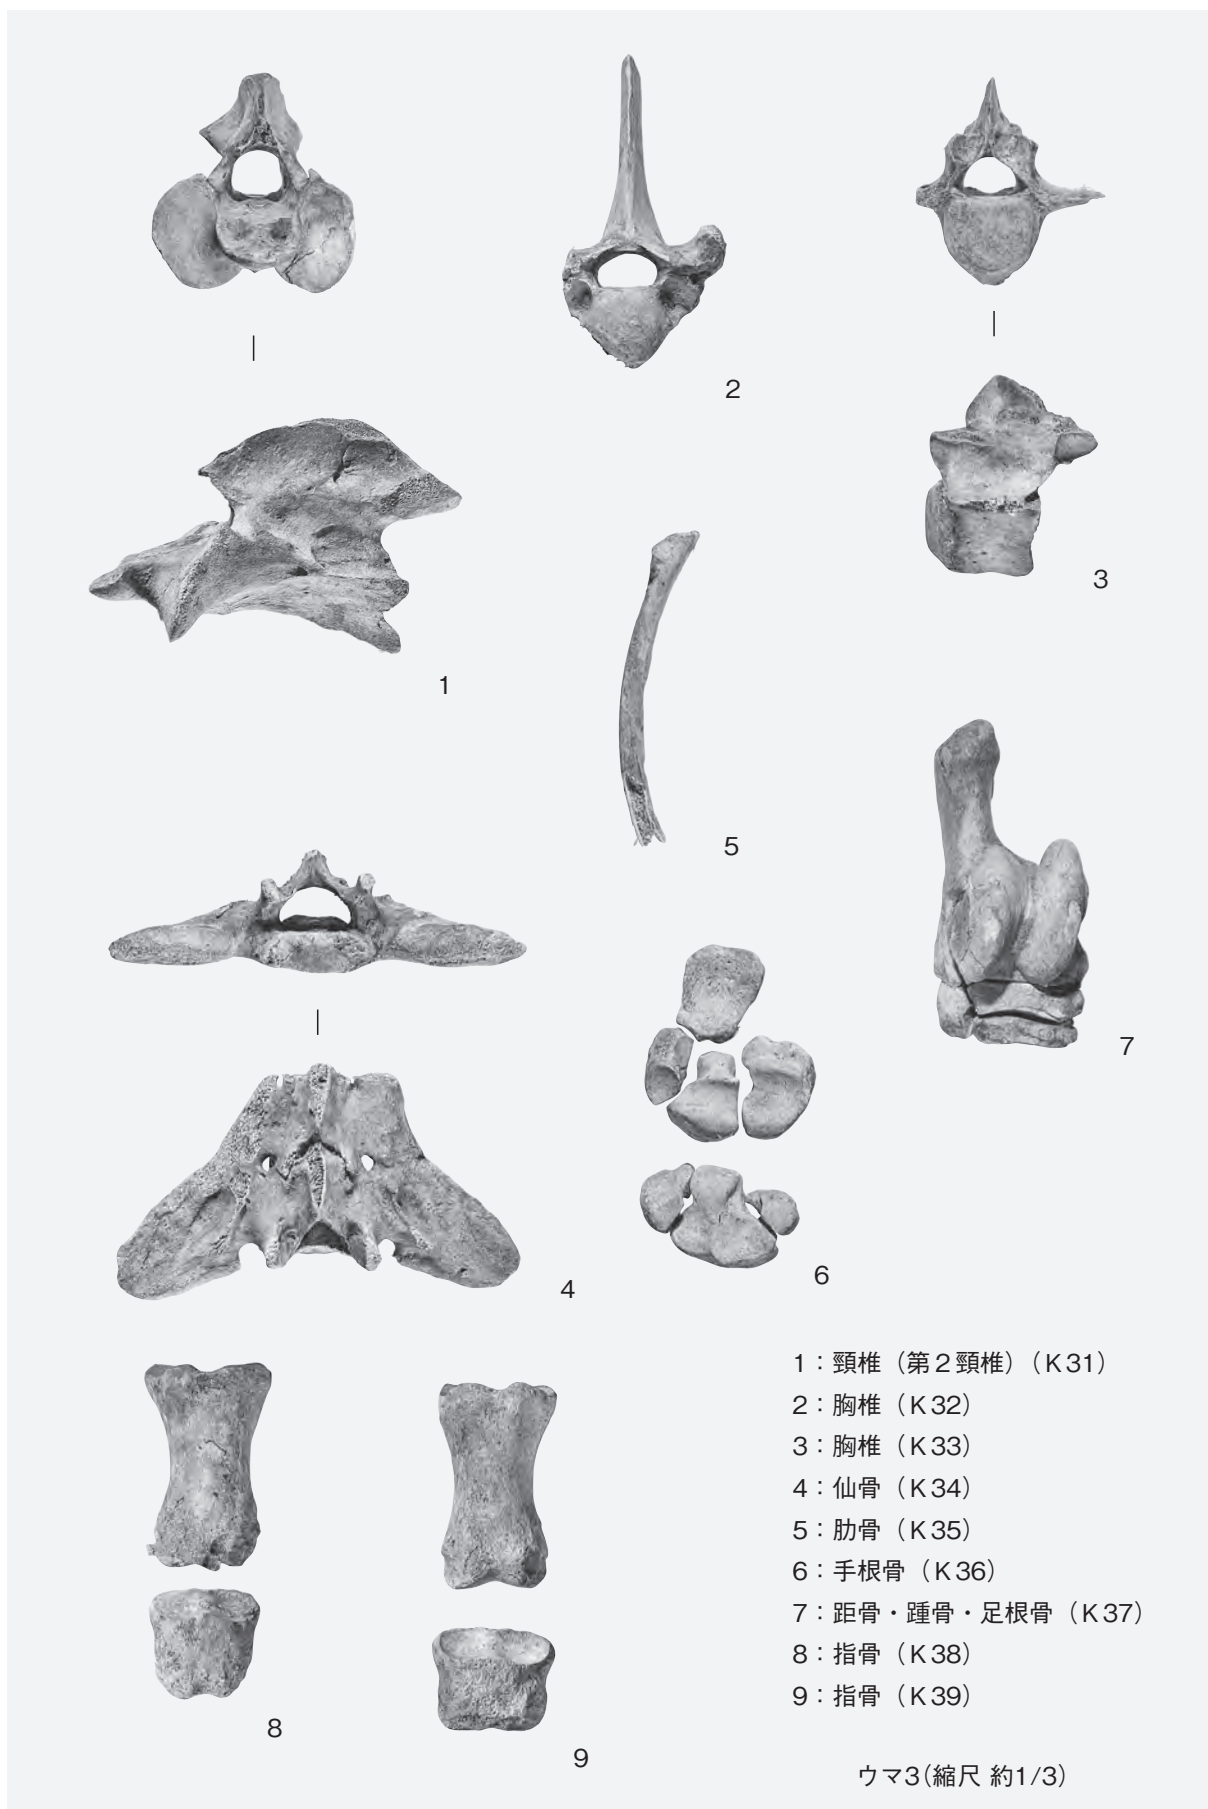 2
3
1
5
7
6
4
8
9
1：頸椎（第２頸椎）（Ｋ31）
2：胸椎（Ｋ32）
3：胸椎（Ｋ33）
4：仙骨（Ｋ34）
5：肋骨（Ｋ35）
6：手根骨（Ｋ36）
7：距骨・踵骨・足根骨（Ｋ37）
8：指骨（Ｋ38）
9：指骨（Ｋ39）
ウマ3（縮尺 約1/3）